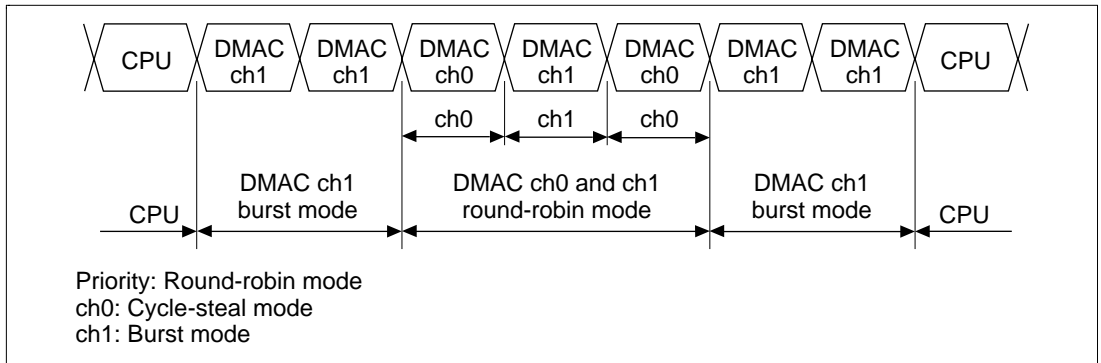 CPU
DMAC
ch1
DMAC
ch1
DMAC
ch0
DMAC
ch1
DMAC
ch0
DMAC
ch1
DMAC
ch1
CPU
ch0
ch1
ch0
CPU
DMAC ch1
burst mode
DMAC ch0 and ch1
round-robin mode
DMAC ch1
burst mode
CPU
Priority: Round-robin mode
ch0: Cycle-steal mode
ch1: Burst mode